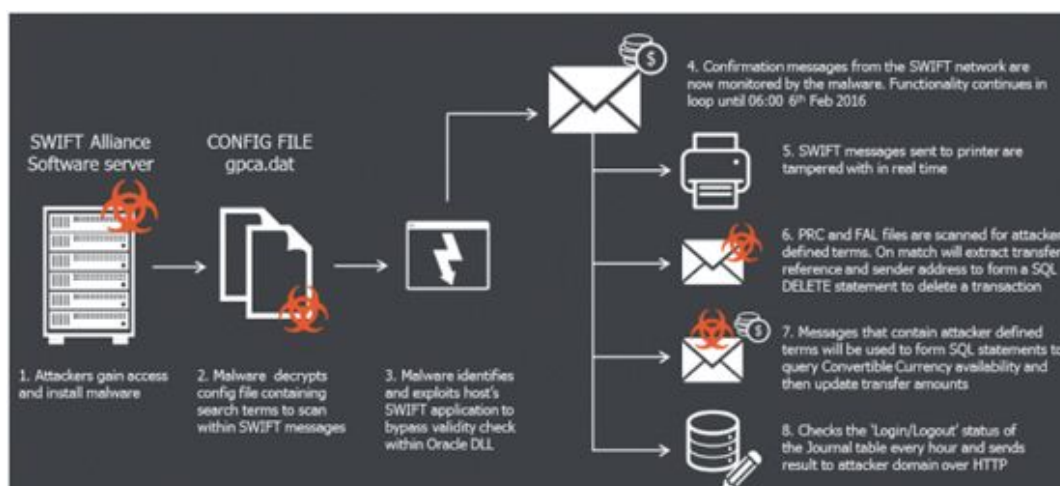 SWIFT Alliance
Software server
1. Attackers gain access
and install malware
CONFIG FILE
gpca.dat
2. Malware decrypts
config file containing
search terms to scan
within SWIFT messages
3. Malware identifies
and exploits host's
SWIFT application to
bypass validity check
within Oracle DLL
$
4. Confirmation messages from the SWIFT network are
now monitored by the malware. Functionality continues in
loop until 06:00 6th Feb 2016
5. SWIFT messages sent to printer are
tampered with in real time
6. PRC and FAL files are scanned for attacker
defined terms. On match will extract transfer
reference and sender address to form a SQL
DELETE statement to delete a transaction
$
7. Messages that contain attacker defined
terms will be used to form SQL statements to
query Convertible Currency availability and
then update transfer amounts
8. Checks the 'Login/Logout' status of
the Journal table every hour and sends
result to attacker domain over HTTP